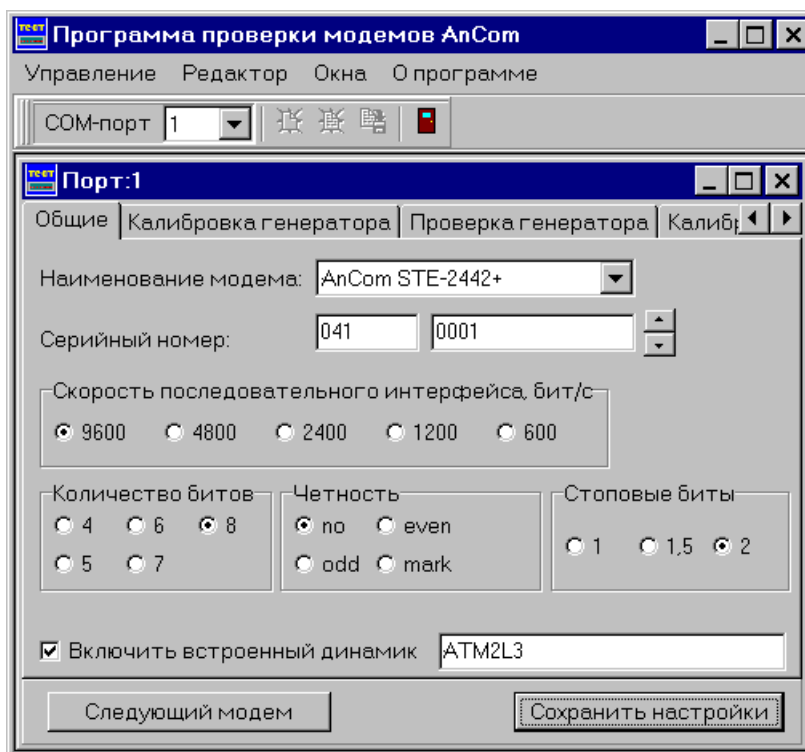 тест Программа проверки модемов AnCom
Управление Редактор Окна О программе
COM-порт 1
тест Порт:1
Общие Калибровка генератора Проверка генератора
Наименование модема: AnCom STE-2442+
Серийный номер: 041 0001
Скорость последовательного интерфейса, бит/с
9600 4800 2400 1200 600
Количество битов Четность Стоповые биты
4 6 8 no even
1 1,5 2
5 7 odd mark
Включить встроенный динамик ATM2L3
Следующий модем Сохранить настройки